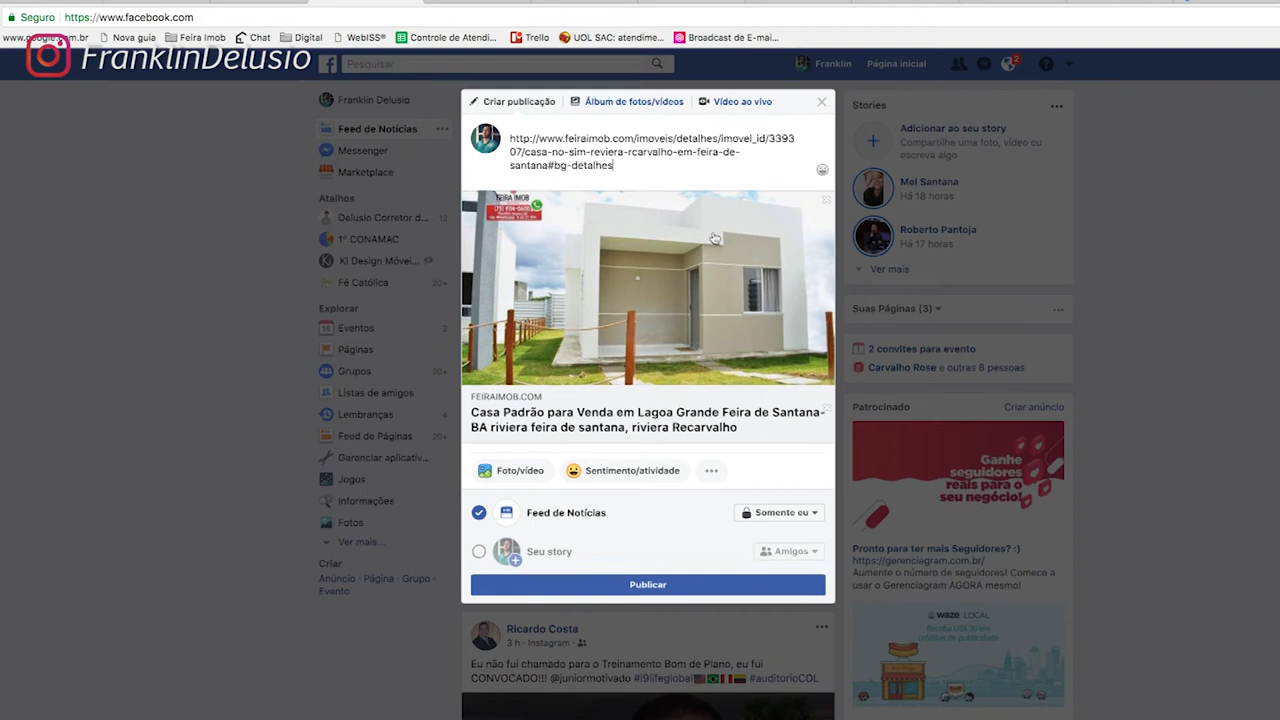 Seguro https://www.facebook.com
www.google.com.br Nova guia Feira Imob Chat Digital WebISS® Controle de Atendi... Trello UOL SAC: atendime... Broadcast de E-mai...
FranklinDelusio
Pesquisar
Franklin Página inicial 2
Franklin Delusio
Feed de Notícias
Messenger
Marketplace
Atalhos
Delusio Corretor d... 12
1º CONAMAC
KI Design Móvei...
Fé Católica 20+
Explorar
Eventos 2
Páginas
Grupos 20+
Listas de amigos
Lembranças 4
Feed de Páginas 20+
Gerenciar aplicativ...
Jogos
Informações
Fotos
Ver mais...
Criar
Anúncio · Página · Grupo ·
Evento
Criar publicação Álbum de fotos/vídeos Vídeo ao vivo
http://www.feiraimob.com/imoveis/detalhes/imovel_id/3393
07/casa-no-sim-reviera-rcarvalho-em-feira-de-
santana#bg-detalhes
FEIRA IMOB
FEIRAIMOB.COM
Casa Padrão para Venda em Lagoa Grande Feira de Santana-
BA riviera feira de santana, riviera Recarvalho
Foto/vídeo Sentimento/atividade
Feed de Notícias Somente eu
Seu story Amigos
Publicar
Ricardo Costa
3 h · Instagram ·
Eu não fui chamado para o Treinamento Bom de Plano, eu fui
CONVOCADO!!! @juniormotivado #i9lifeglobal #auditorioCDL
Stories
Adicionar ao seu story
Compartilhe uma foto, vídeo ou
escreva algo
Mel Santana
Há 18 horas
Roberto Pantoja
Há 17 horas
Ver mais
Suas Páginas (3)
2 convites para evento
Carvalho Rose e outras 8 pessoas
Patrocinado Criar anúncio
Ganhe
seguidores
reais para o
seu negócio!
Pronto para ter mais Seguidores? :)
https://gerenciagram.com.br/
Aumente o número de seguidores! Comece a
usar o Gerenciagram AGORA mesmo!
waze LOCAL
Receba US$ 30 em
créditos de publicidade